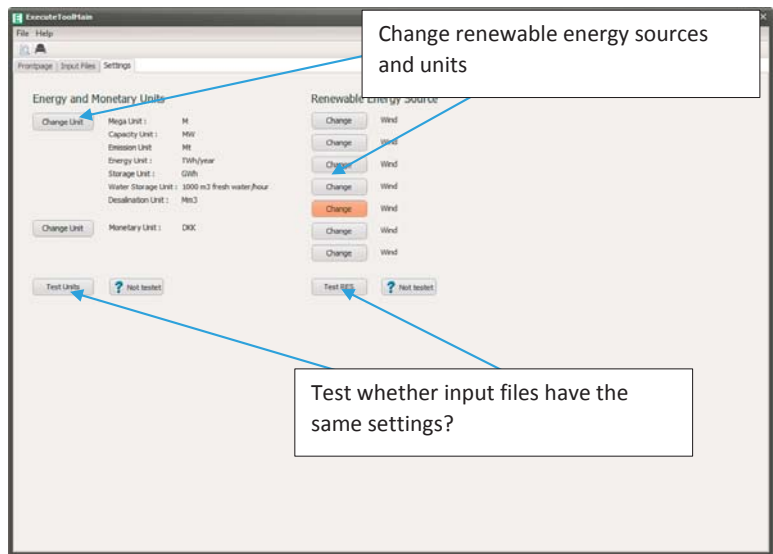 ExecuteToolMain
File Help
Frontpage Input Files Settings
Change renewable energy sources
and units
Energy and Monetary Units
Change Unit Mega Unit : M
Capacity Unit : MW
Emission Unit Mt
Energy Unit : TWh/year
Storage Unit : GWh
Water Storage Unit : 1000 m3 fresh water/hour
Desalination Unit : Mm3
Change Unit Monetary Unit : DKK
Test Units ? Not testet
Renewable Energy Source
Change Wind
Change Wind
Change Wind
Change Wind
Change Wind
Change Wind
Change Wind
Test RES ? Not testet
Test whether input files have the
same settings?